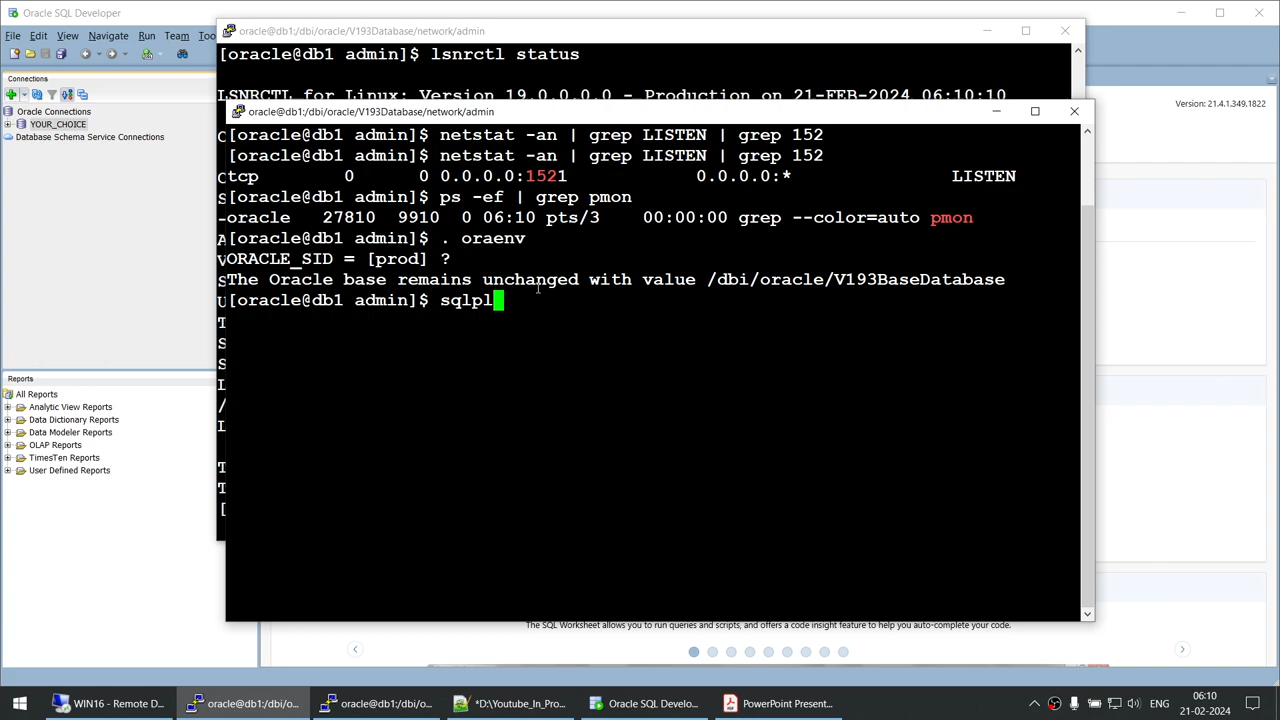 Oracle SQL Developer
File Edit View Navigate Run Team Tools
Connections
Oracle Connections
YOUR_CHOICE
Database Schema Service Connections
Reports
All Reports
Analytic View Reports
Data Dictionary Reports
Data Modeler Reports
OLAP Reports
TimesTen Reports
User Defined Reports
Version: 21.4.1.349.1822
oracle@db1:/dbi/oracle/V193Database/network/admin
[oracle@db1 admin]$ lsnrctl status
LSNRCTL for Linux: Version 19.0.0.0.0 - Production on 21-FEB-2024 06:10:10
oracle@db1:/dbi/oracle/V193Database/network/admin
[oracle@db1 admin]$ netstat -an | grep LISTEN | grep 152
[oracle@db1 admin]$ netstat -an | grep LISTEN | grep 152
tcp 0 0 0.0.0.0:1521 0.0.0.0:* LISTEN
[oracle@db1 admin]$ ps -ef | grep pmon
oracle 27810 9910 0 06:10 pts/3 00:00:00 grep --color=auto pmon
[oracle@db1 admin]$ . oraenv
ORACLE_SID = [prod] ?
The Oracle base remains unchanged with value /dbi/oracle/V193BaseDatabase
[oracle@db1 admin]$ sqlpl
The SQL Worksheet allows you to run queries and scripts, and offers a code insight feature to help you auto-complete your code.
WIN16 - Remote D... oracle@db1:/dbi/o... oracle@db1:/dbi/o... *D:\Youtube_In_Pro... Oracle SQL Develo... PowerPoint Present... ENG
06:10
21-02-2024